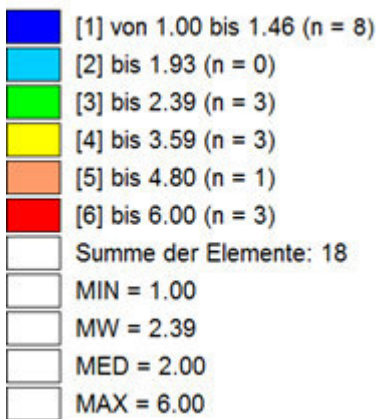 [1] von 1.00 bis 1.46 (n = 8)
[2] bis 1.93 (n = 0)
[3] bis 2.39 (n = 3)
[4] bis 3.59 (n = 3)
[5] bis 4.80 (n = 1)
[6] bis 6.00 (n = 3)
Summe der Elemente: 18
MIN = 1.00
MW = 2.39
MED = 2.00
MAX = 6.00